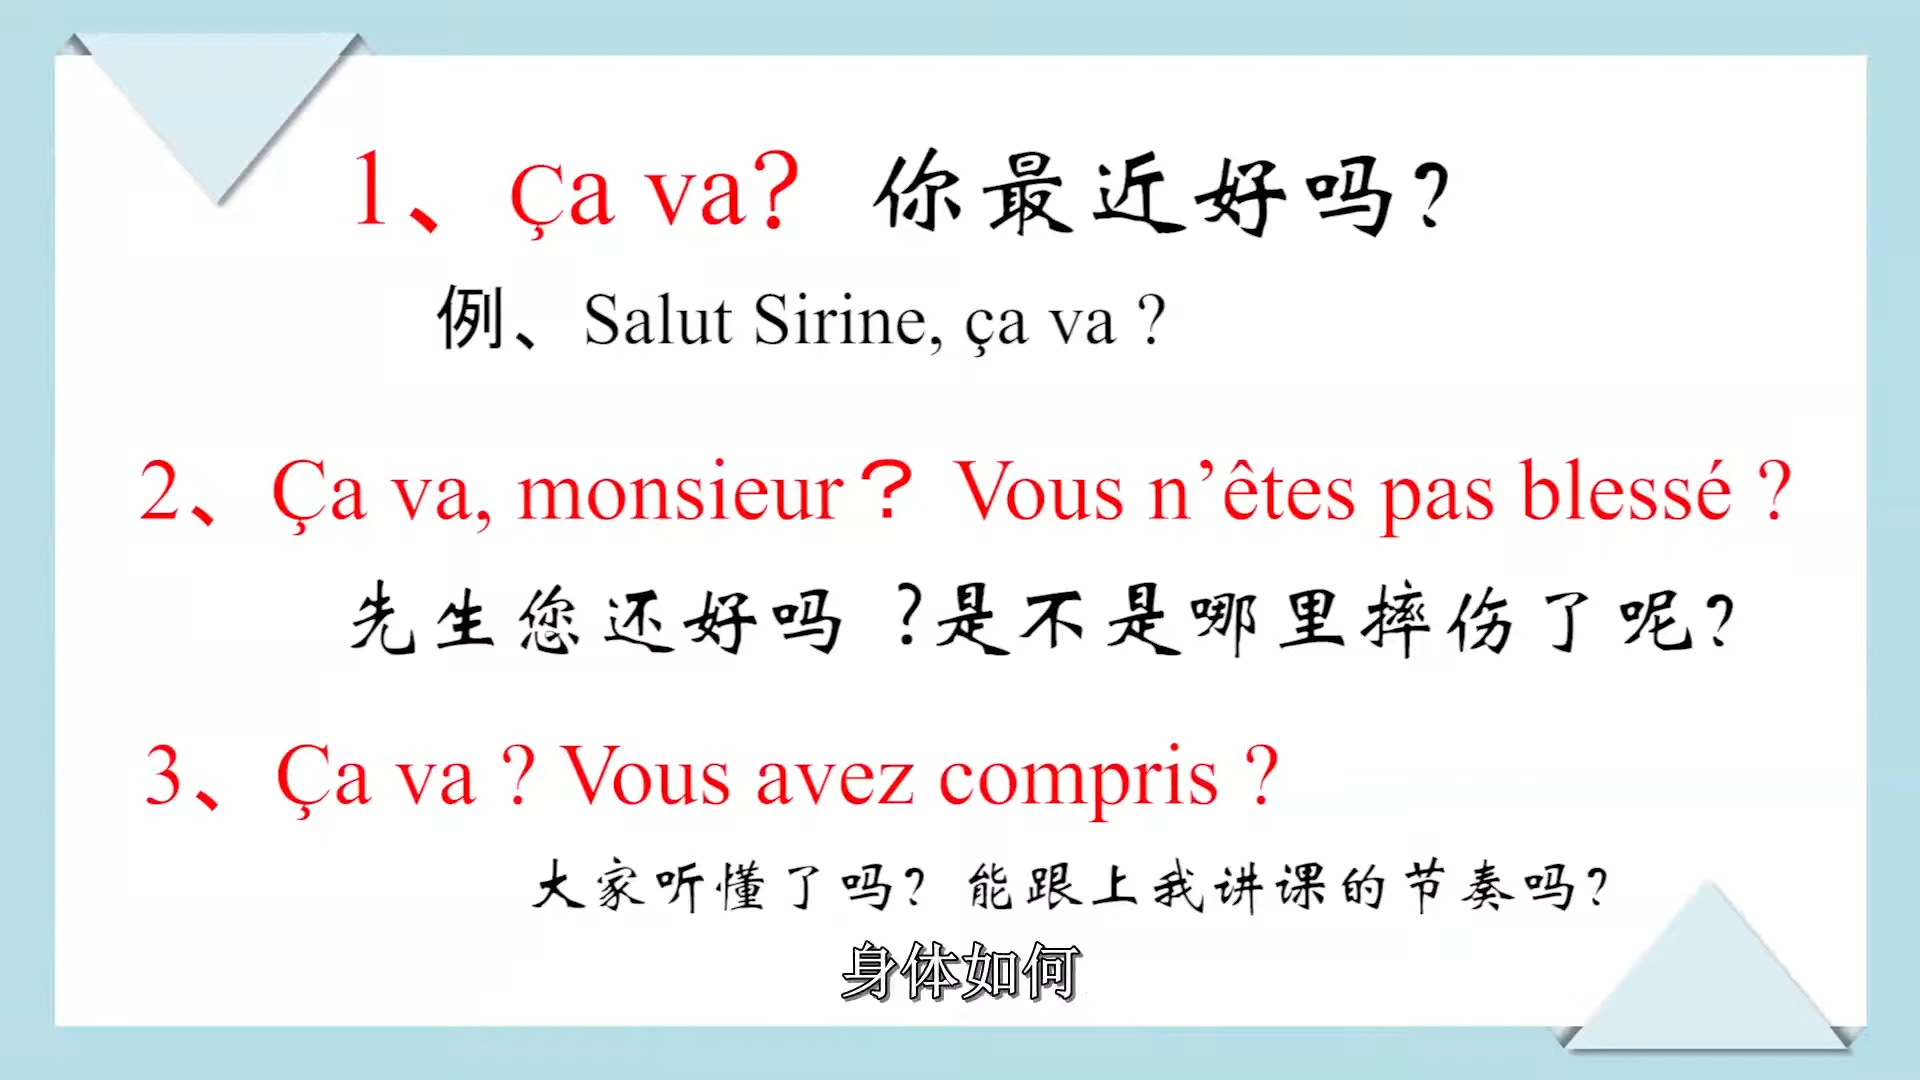 1、Ça va? 你最近好吗?
例、Salut Sirine, ça va ?
2、Ça va, monsieur？ Vous n’êtes pas blessé ?
先生您还好吗 ?是不是哪里摔伤了呢?
3、Ça va ? Vous avez compris ?
大家听懂了吗? 能跟上我讲课的节奏吗?
身体如何